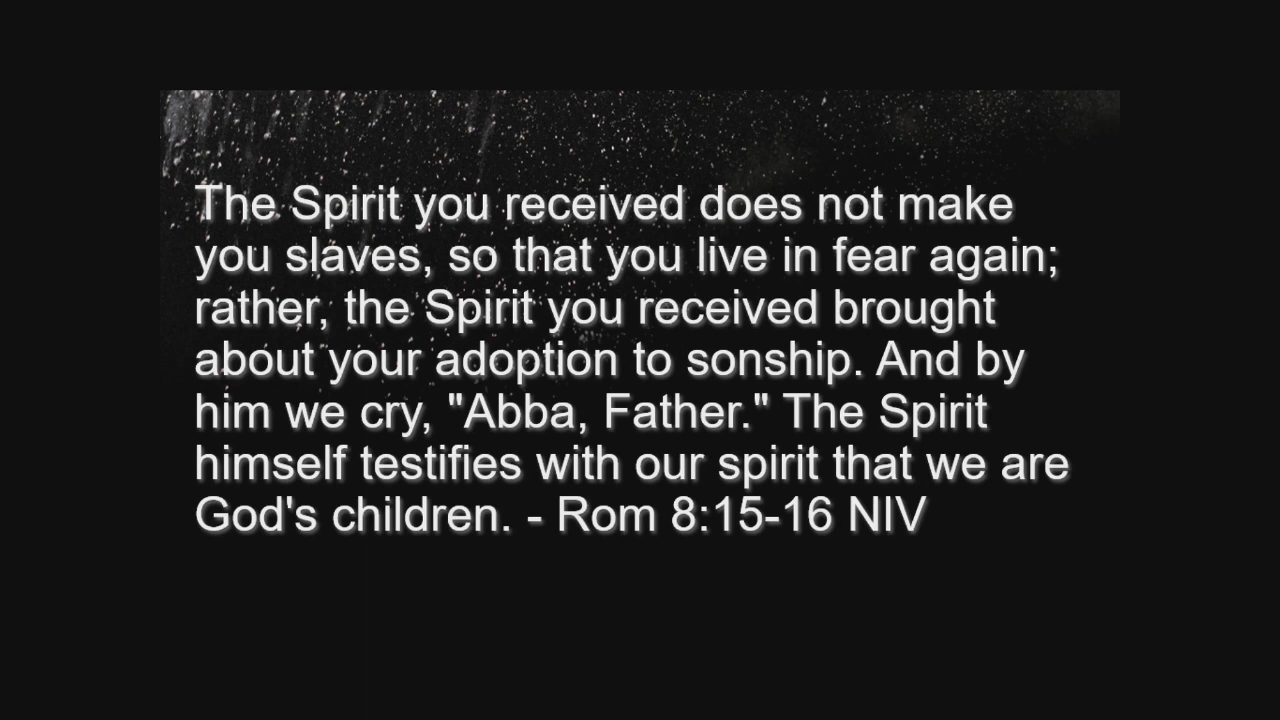 The Spirit you received does not make
you slaves, so that you live in fear again;
rather, the Spirit you received brought
about your adoption to sonship. And by
him we cry, "Abba, Father." The Spirit
himself testifies with our spirit that we are
God's children. - Rom 8:15-16 NIV